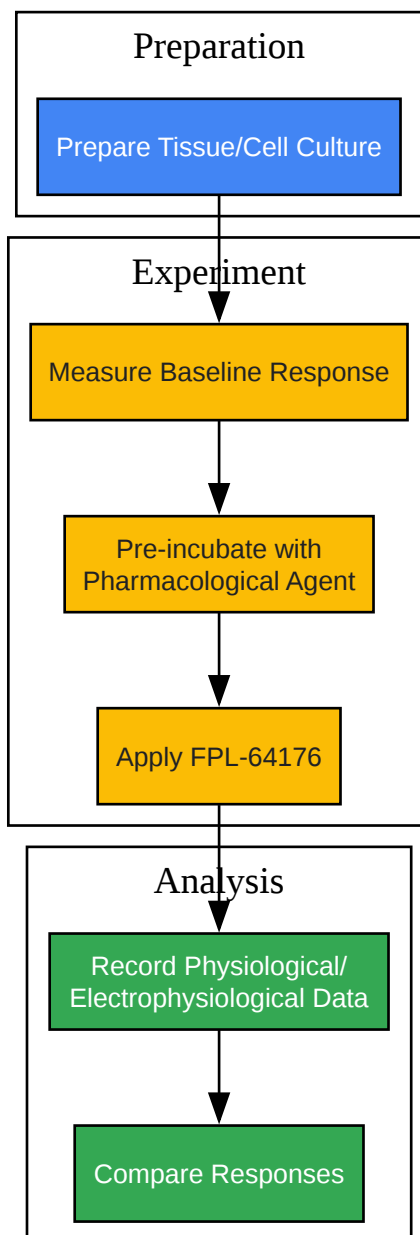 Preparation
Prepare Tissue/Cell Culture
Experiment
Measure Baseline Response
Pre-incubate with
Pharmacological Agent
Apply FPL-64176
Analysis
Record Physiological/
Electrophysiological Data
Compare Responses